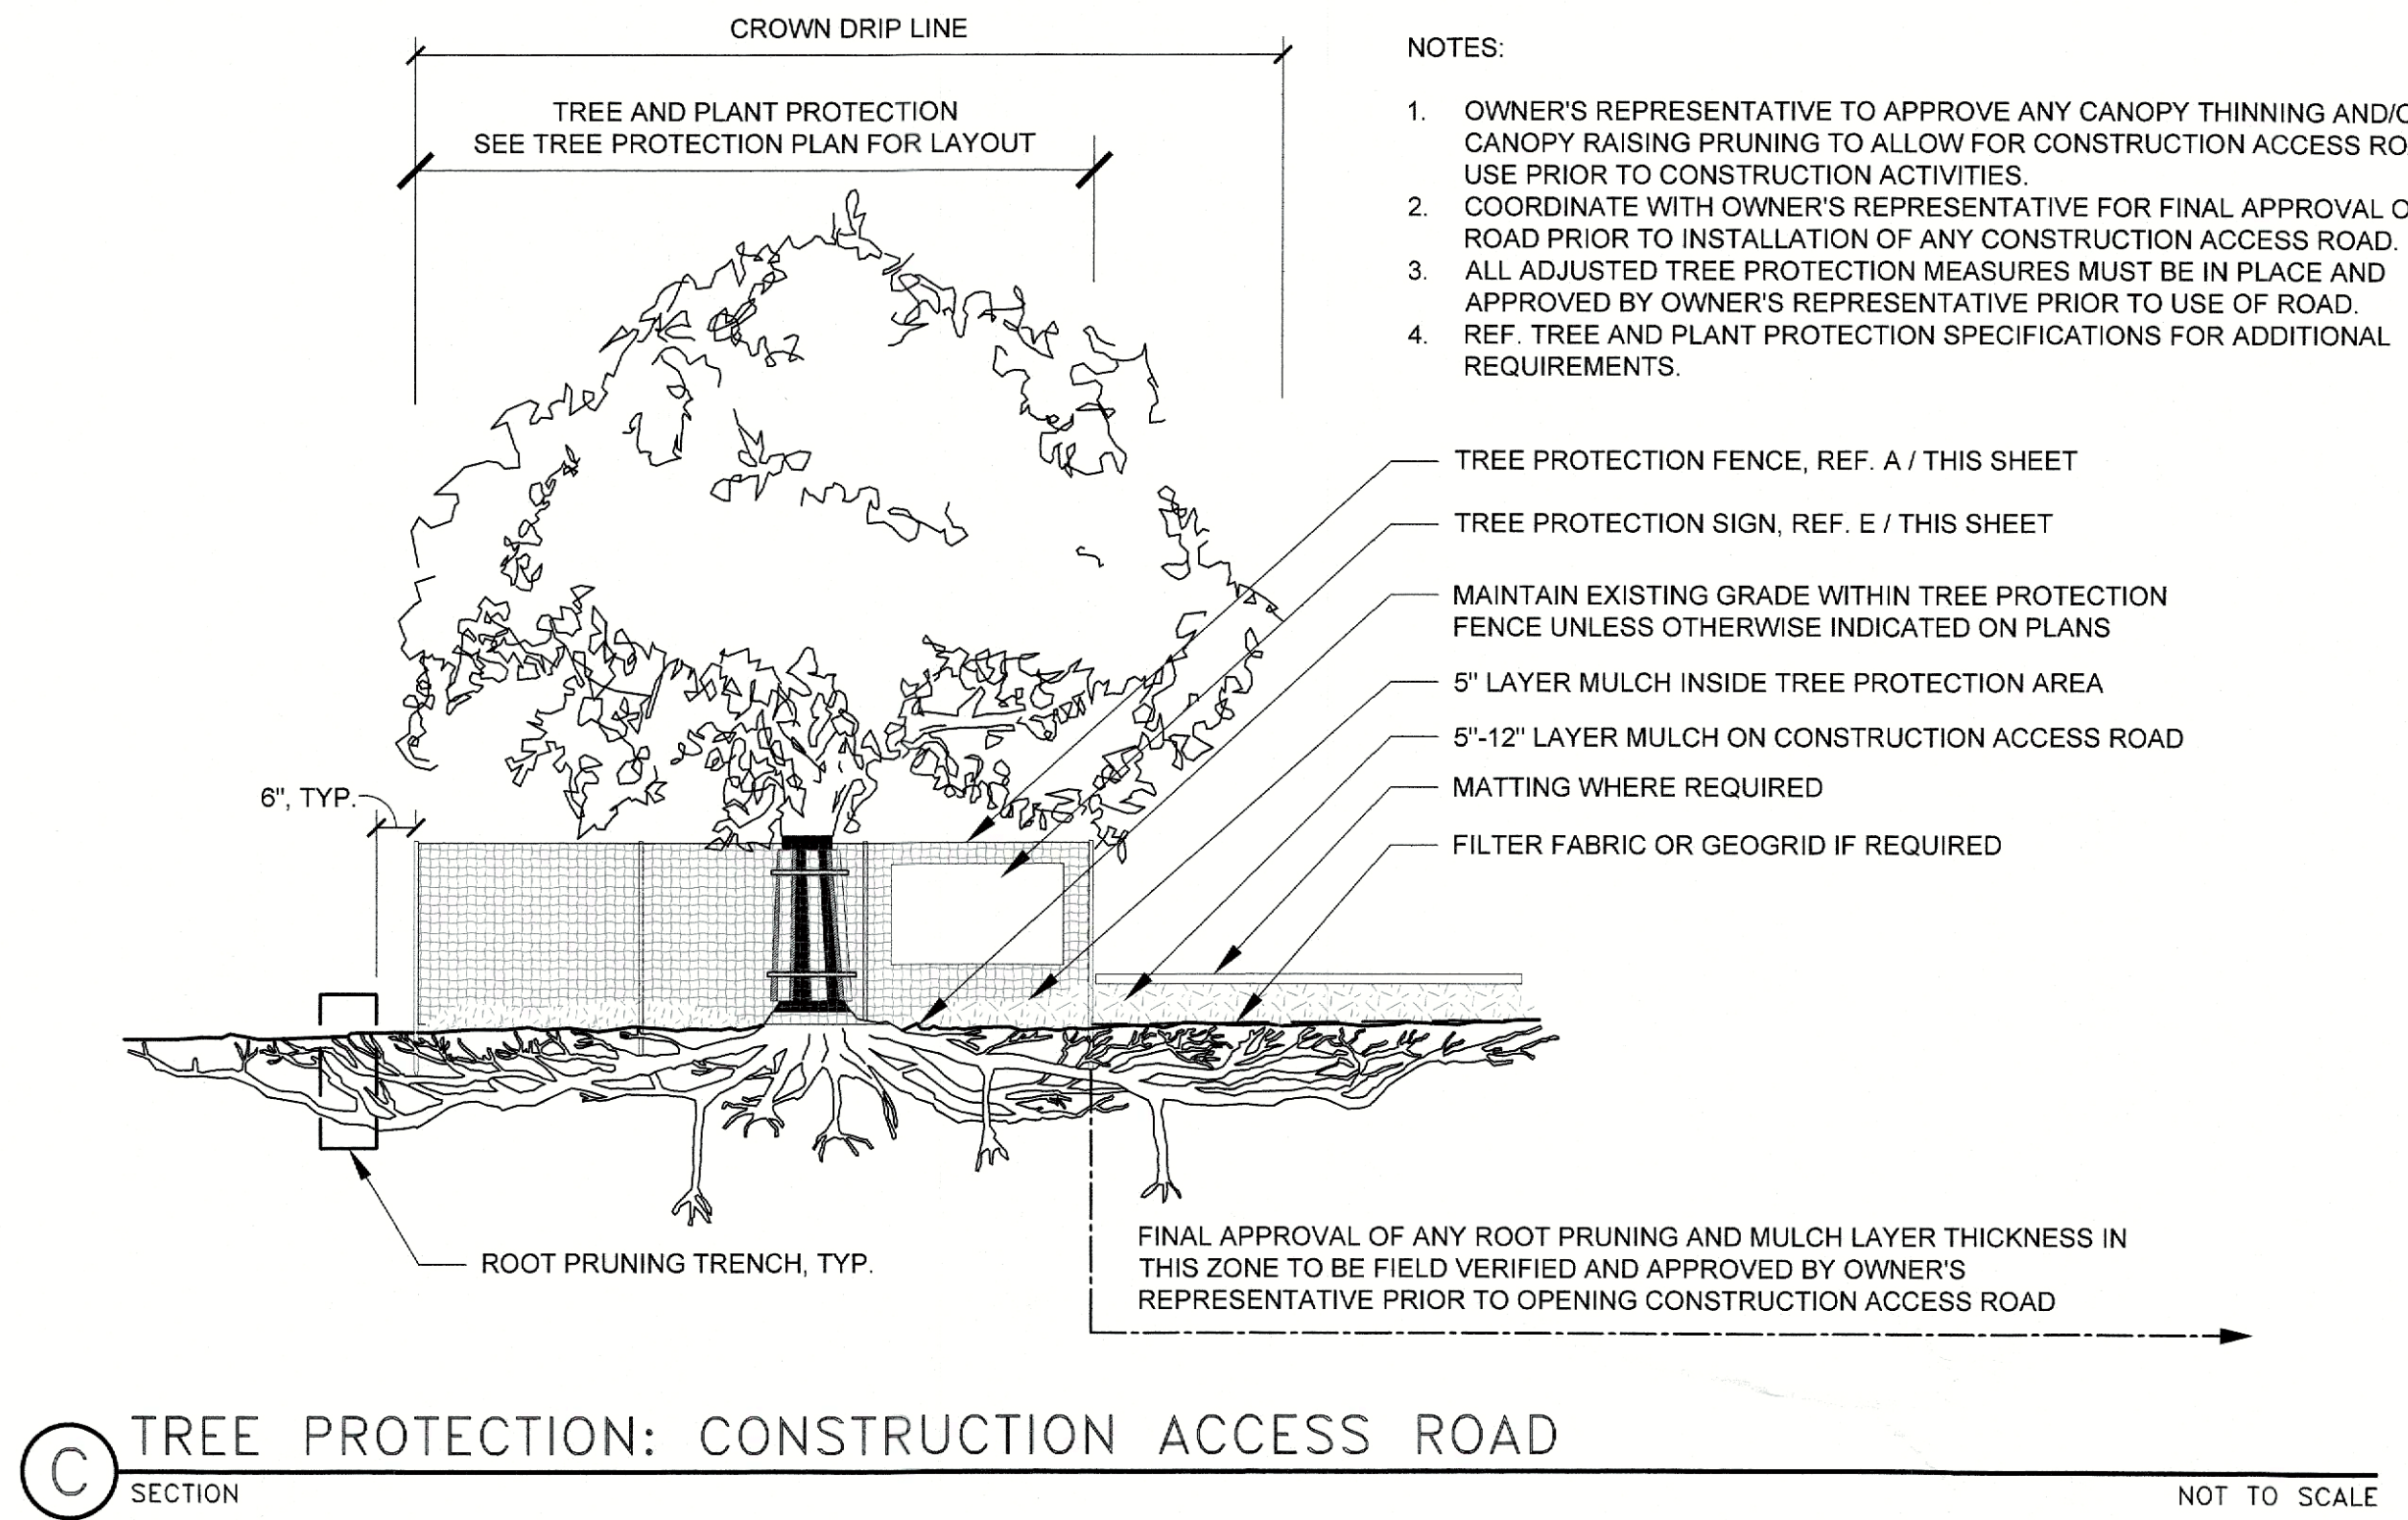 CROWN DRIP LINE
TREE AND PLANT PROTECTION
SEE TREE PROTECTION PLAN FOR LAYOUT
NOTES:
1. OWNER'S REPRESENTATIVE TO APPROVE ANY CANOPY THINNING AND/O
CANOPY RAISING PRUNING TO ALLOW FOR CONSTRUCTION ACCESS RO
USE PRIOR TO CONSTRUCTION ACTIVITIES.
2. COORDINATE WITH OWNER'S REPRESENTATIVE FOR FINAL APPROVAL O
ROAD PRIOR TO INSTALLATION OF ANY CONSTRUCTION ACCESS ROAD.
3. ALL ADJUSTED TREE PROTECTION MEASURES MUST BE IN PLACE AND
APPROVED BY OWNER'S REPRESENTATIVE PRIOR TO USE OF ROAD.
4. REF. TREE AND PLANT PROTECTION SPECIFICATIONS FOR ADDITIONAL
REQUIREMENTS.
TREE PROTECTION FENCE, REF. A / THIS SHEET
TREE PROTECTION SIGN, REF. E / THIS SHEET
MAINTAIN EXISTING GRADE WITHIN TREE PROTECTION
FENCE UNLESS OTHERWISE INDICATED ON PLANS
5" LAYER MULCH INSIDE TREE PROTECTION AREA
5"-12" LAYER MULCH ON CONSTRUCTION ACCESS ROAD
MATTING WHERE REQUIRED
FILTER FABRIC OR GEOGRID IF REQUIRED
6", TYP.
ROOT PRUNING TRENCH, TYP.
FINAL APPROVAL OF ANY ROOT PRUNING AND MULCH LAYER THICKNESS IN
THIS ZONE TO BE FIELD VERIFIED AND APPROVED BY OWNER'S
REPRESENTATIVE PRIOR TO OPENING CONSTRUCTION ACCESS ROAD
C TREE PROTECTION: CONSTRUCTION ACCESS ROAD
SECTION
NOT TO SCALE